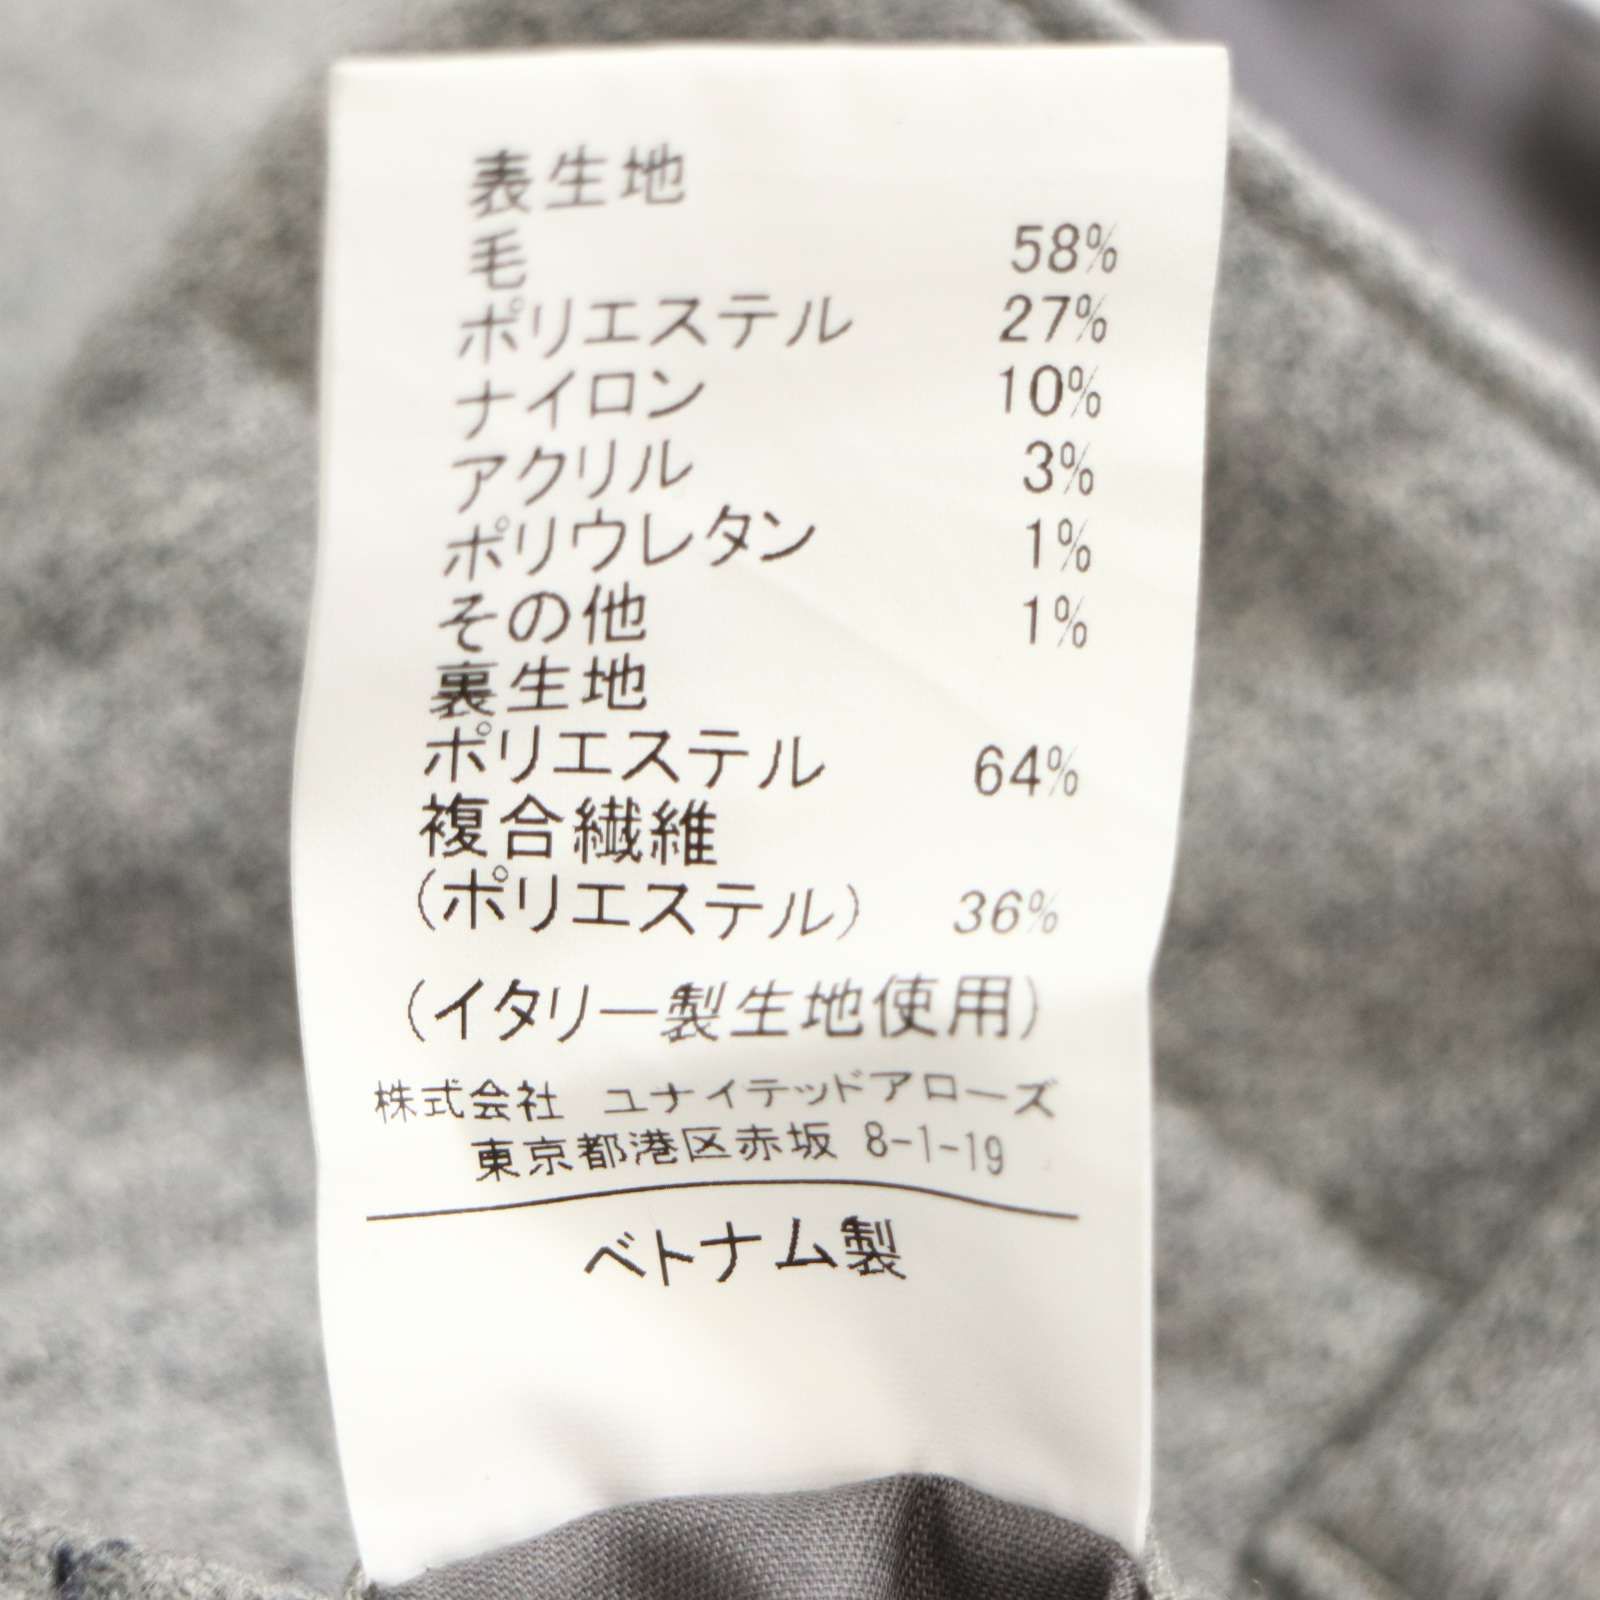 表生地
毛 58%
ポリエステル 27%
ナイロン 10%
アクリル 3%
ポリウレタン 1%
その他 1%
裏生地
ポリエステル 64%
複合繊維
(ポリエステル) 36%
(イタリー製生地使用)
株式会社 ユナイテッドアローズ
東京都港区赤坂 8-1-19
ベトナム製